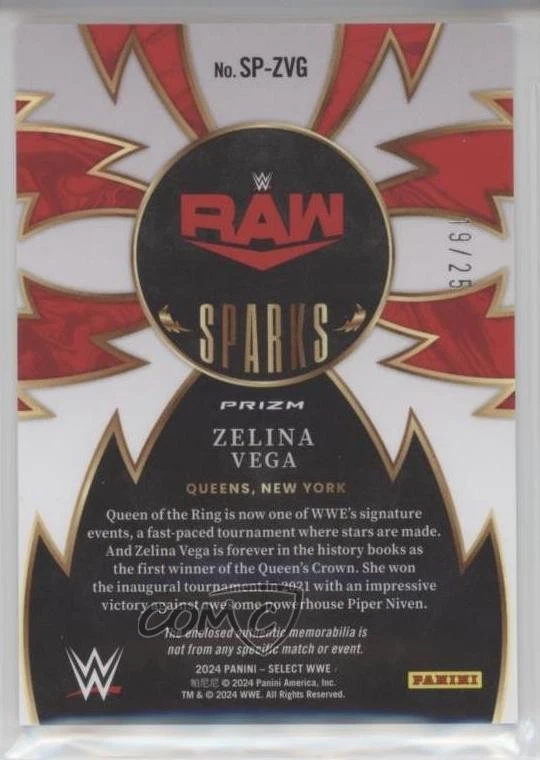 No. SP-ZVG
W
RAW
19/25
SPARKS
PRIZM
ZELINA
VEGA
QUEENS, NEW YORK
Queen of the Ring is now one of WWE's signature
events, a fast-paced tournament where stars are made.
And Zelina Vega is forever in the history books as
the first winner of the Queen's Crown. She won
the inaugural tournament in 2021 with an impressive
victory against awesome powerhouse Piper Niven.
COMC
The enclosed authentic memorabilia is
not from any specific match or event.
W
2024 PANINI – SELECT WWE
帕尼尼 © 2024 Panini America, Inc.
TM & © 2024 WWE. All Rights Reserved.
PANINI